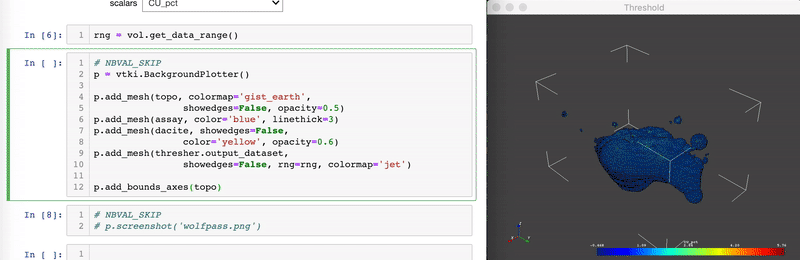 scalars CU_pct
In [6]: 1 rng = vol.get_data_range()
In [ ]: 1 # NBVAL_SKIP
2 p = vtki.BackgroundPlotter()
3
4 p.add_mesh(topo, colormap='gist_earth',
5 showedges=False, opacity=0.5)
6 p.add_mesh(assay, color='blue', linethick=3)
7 p.add_mesh(dacite, showedges=False,
8 color='yellow', opacity=0.6)
9 p.add_mesh(thresher.output_dataset,
10 showedges=False, rng=rng, colormap='jet')
11
12 p.add_bounds_axes(topo)
In [8]: 1 # NBVAL_SKIP
2 # p.screenshot('wolfpass.png')
In [ ]: 1
Threshold